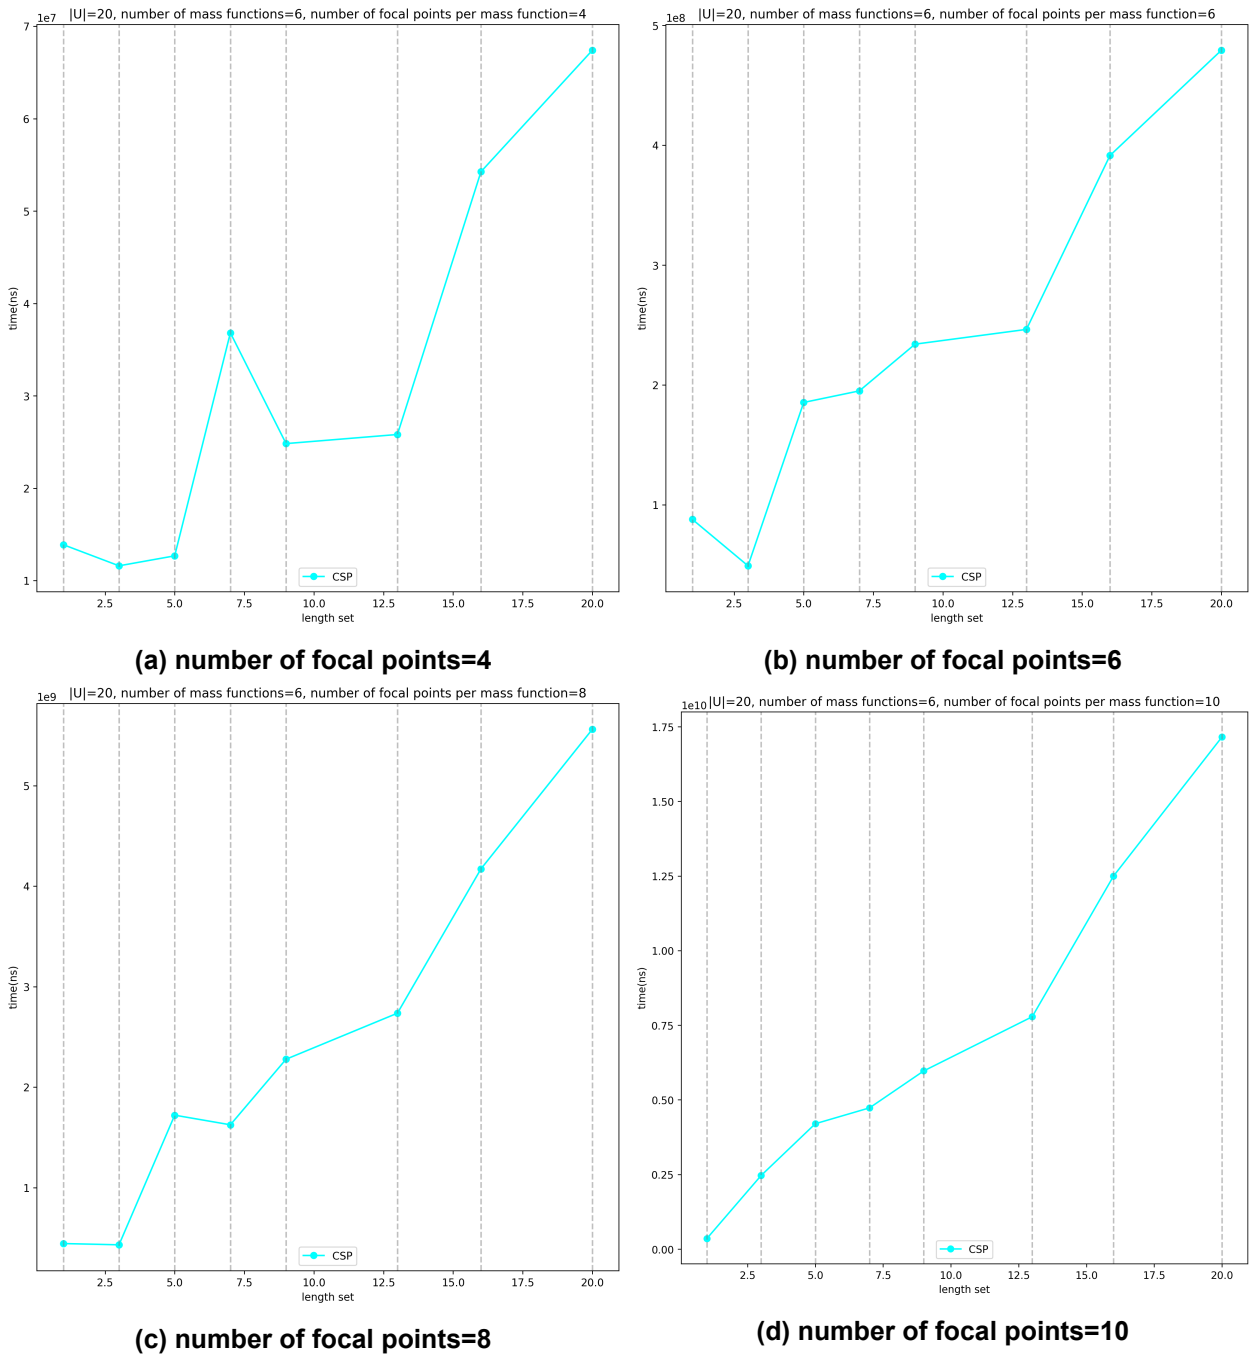 |U|=20, number of mass functions=6, number of focal points per mass function=4
1e7
7
6
5
4
3
2
1
time(ns)
2.5 5.0 7.5 10.0 12.5 15.0 17.5 20.0
length set
CSP
(a) number of focal points=4
|U|=20, number of mass functions=6, number of focal points per mass function=6
1e8
5
4
3
2
1
time(ns)
2.5 5.0 7.5 10.0 12.5 15.0 17.5 20.0
length set
CSP
(b) number of focal points=6
|U|=20, number of mass functions=6, number of focal points per mass function=8
1e9
5
4
3
2
1
time(ns)
2.5 5.0 7.5 10.0 12.5 15.0 17.5 20.0
length set
CSP
(c) number of focal points=8
|U|=20, number of mass functions=6, number of focal points per mass function=10
1e10
1.75
1.50
1.25
1.00
0.75
0.50
0.25
0.00
time(ns)
2.5 5.0 7.5 10.0 12.5 15.0 17.5 20.0
length set
CSP
(d) number of focal points=10